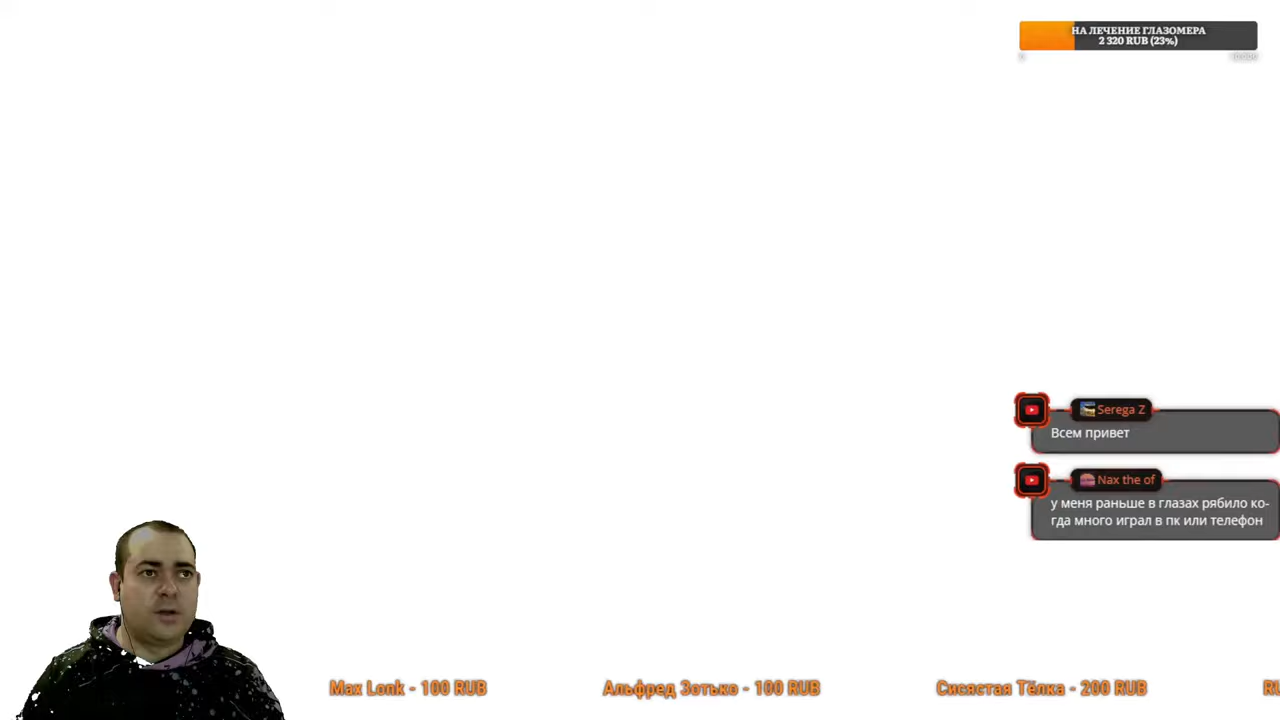 НА ЛЕЧЕНИЕ ГЛАЗОМЕРА
2 320 RUB (23%)
Serega Z
Всем привет
Nax the of
у меня раньше в глазах рябило ко-
гда много играл в пк или телефон
Max Lonk - 100 RUB
Альфред Зотько - 100 RUB
Сисястая Тёлка - 200 RUB